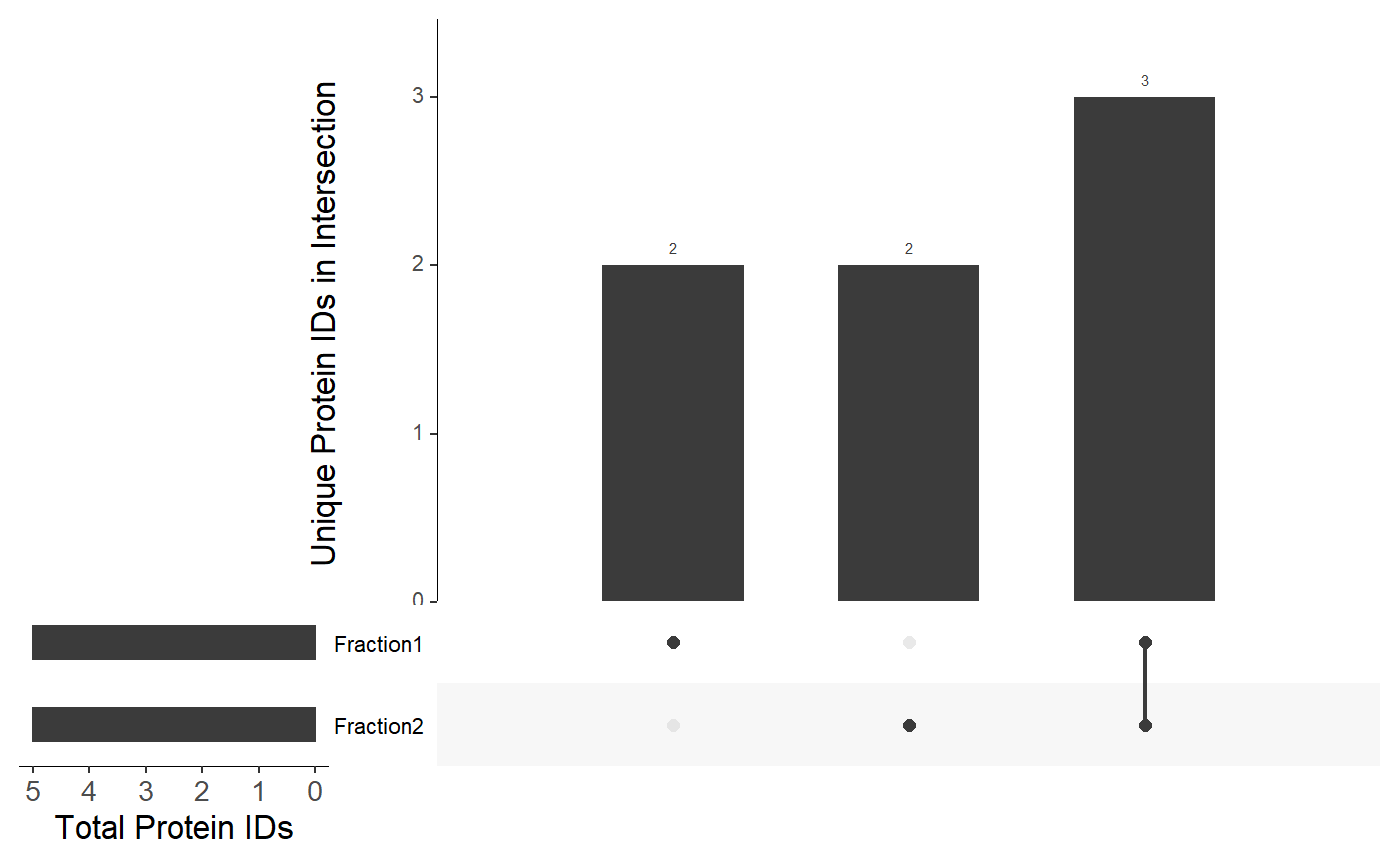 Unique Protein IDs in Intersection
3
2
1
0
3
2
2
Fraction1
Fraction2
5 4 3 2 1 0
Total Protein IDs